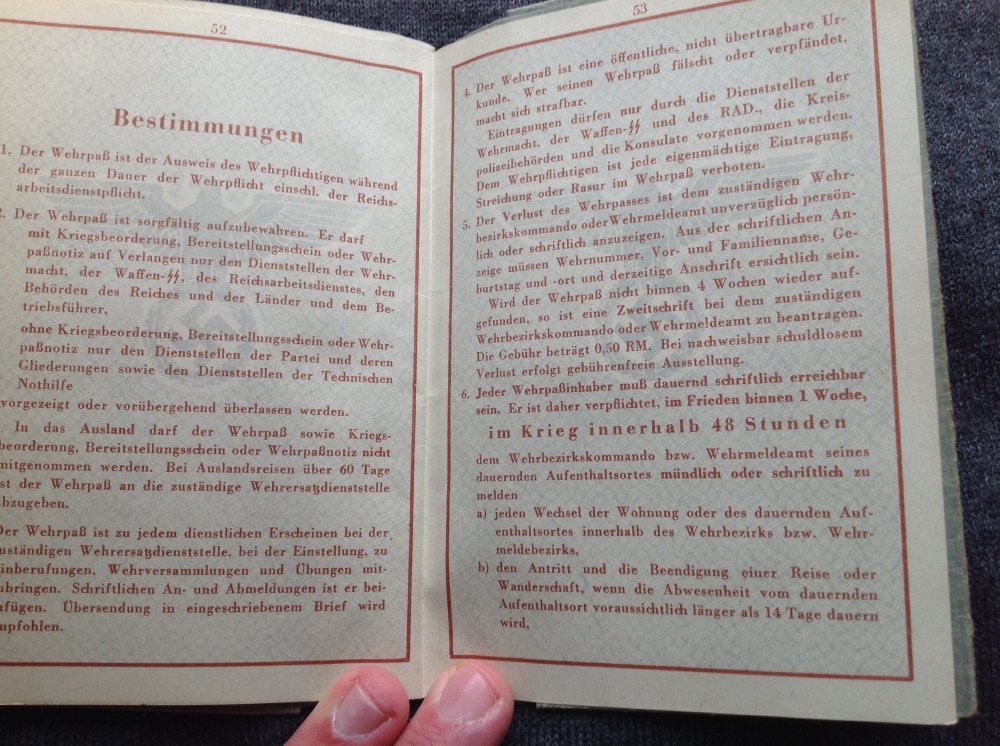 52
Bestimmungen
1. Der Wehrpaß ist der Ausweis des Wehrpflichtigen während
der ganzen Dauer der Wehrpflicht einschl. der Reichs-
arbeitsdienstpflicht.
2. Der Wehrpaß ist sorgfältig aufzubewahren. Er darf
mit Kriegsbeorderung, Bereitstellungsschein oder Wehr-
paßnotiz auf Verlangen nur den Dienststellen der Wehr-
macht, der Waffen-ᛋᛋ, des Reichsarbeitsdienstes, den
Behörden des Reiches und der Länder und dem Be-
triebsführer,
ohne Kriegsbeorderung, Bereitstellungsschein oder Wehr-
paßnotiz nur den Dienststellen der Partei und deren
Gliederungen sowie den Dienststellen der Technischen
Nothilfe
vorgezeigt oder vorübergehend überlassen werden.
In das Ausland darf der Wehrpaß sowie Kriegs-
beorderung, Bereitstellungsschein oder Wehrpaßnotiz nicht
mitgenommen werden. Bei Auslandsreisen über 60 Tage
ist der Wehrpaß an die zuständige Wehrersatzdienststelle
abzugeben.
Der Wehrpaß ist zu jedem dienstlichen Erscheinen bei der
zuständigen Wehrersatzdienststelle, bei der Einstellung, zu
inberufungen, Wehrversammlungen und Übungen mit-
ubringen. Schriftlichen An- und Abmeldungen ist er bei-
ufügen. Übersendung in eingeschriebenem Brief wird
mpfohlen.
53
4. Der Wehrpaß ist eine öffentliche, nicht übertragbare Ur-
kunde. Wer seinen Wehrpaß fälscht oder verpfändet,
macht sich strafbar.
Eintragungen dürfen nur durch die Dienststellen der
Wehrmacht, der Waffen-ᛋᛋ und des RAD., die Kreis-
polizeibehörden und die Konsulate vorgenommen werden.
Dem Wehrpflichtigen ist jede eigenmächtige Eintragung,
Streichung oder Rasur im Wehrpaß verboten.
5. Der Verlust des Wehrpasses ist dem zuständigen Wehr-
bezirkskommando oder Wehrmeldeamt unverzüglich persön-
lich oder schriftlich anzuzeigen. Aus der schriftlichen An-
zeige müssen Wehrnummer, Vor- und Familienname, Ge-
burtstag und -ort und derzeitige Anschrift ersichtlich sein.
Wird der Wehrpaß nicht binnen 4 Wochen wieder auf-
gefunden, so ist eine Zweitschrift bei dem zuständigen
Wehrbezirkskommando oder Wehrmeldeamt zu beantragen.
Die Gebühr beträgt 0,50 RM. Bei nachweisbar schuldlosem
Verlust erfolgt gebührenfreie Ausstellung.
6. Jeder Wehrpaßinhaber muß dauernd schriftlich erreichbar
sein. Er ist daher verpflichtet, im Frieden binnen 1 Woche,
im Krieg innerhalb 48 Stunden
dem Wehrbezirkskommando bzw. Wehrmeldeamt seines
dauernden Aufenthaltsortes mündlich oder schriftlich zu
melden
a) jeden Wechsel der Wohnung oder des dauernden Auf-
enthaltsortes innerhalb des Wehrbezirks bzw. Wehr-
meldebezirks,
b) den Antritt und die Beendigung einer Reise oder
Wanderschaft, wenn die Abwesenheit vom dauernden
Aufenthaltsort voraussichtlich länger als 14 Tage dauern
wird,